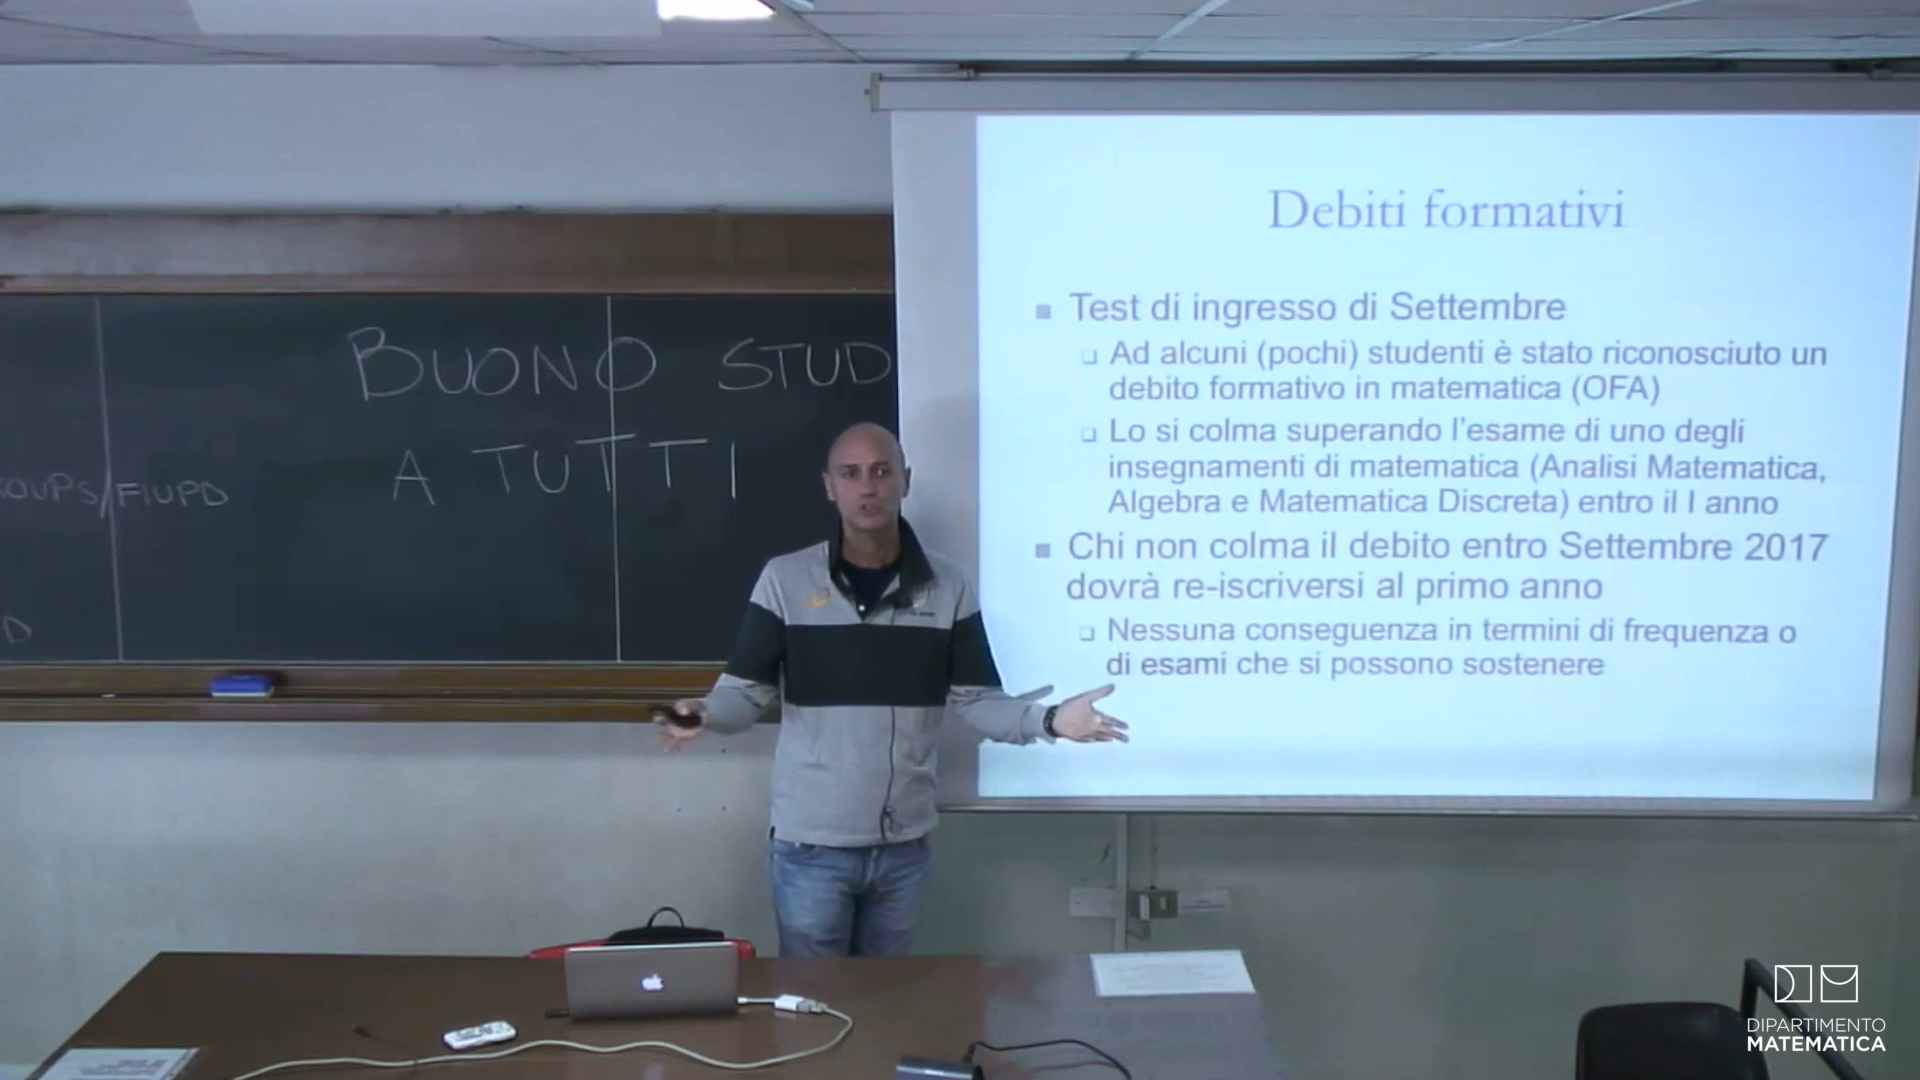 BUONO STUD
A TUTTI
OUPS/FIUPD
D
Debiti formativi
Test di ingresso di Settembre
Ad alcuni (pochi) studenti è stato riconosciuto un
debito formativo in matematica (OFA)
Lo si colma superando l'esame di uno degli
insegnamenti di matematica (Analisi Matematica,
Algebra e Matematica Discreta) entro il I anno
Chi non colma il debito entro Settembre 2017
dovrà re-iscriversi al primo anno
Nessuna conseguenza in termini di frequenza o
di esami che si possono sostenere
DIPARTIMENTO
MATEMATICA